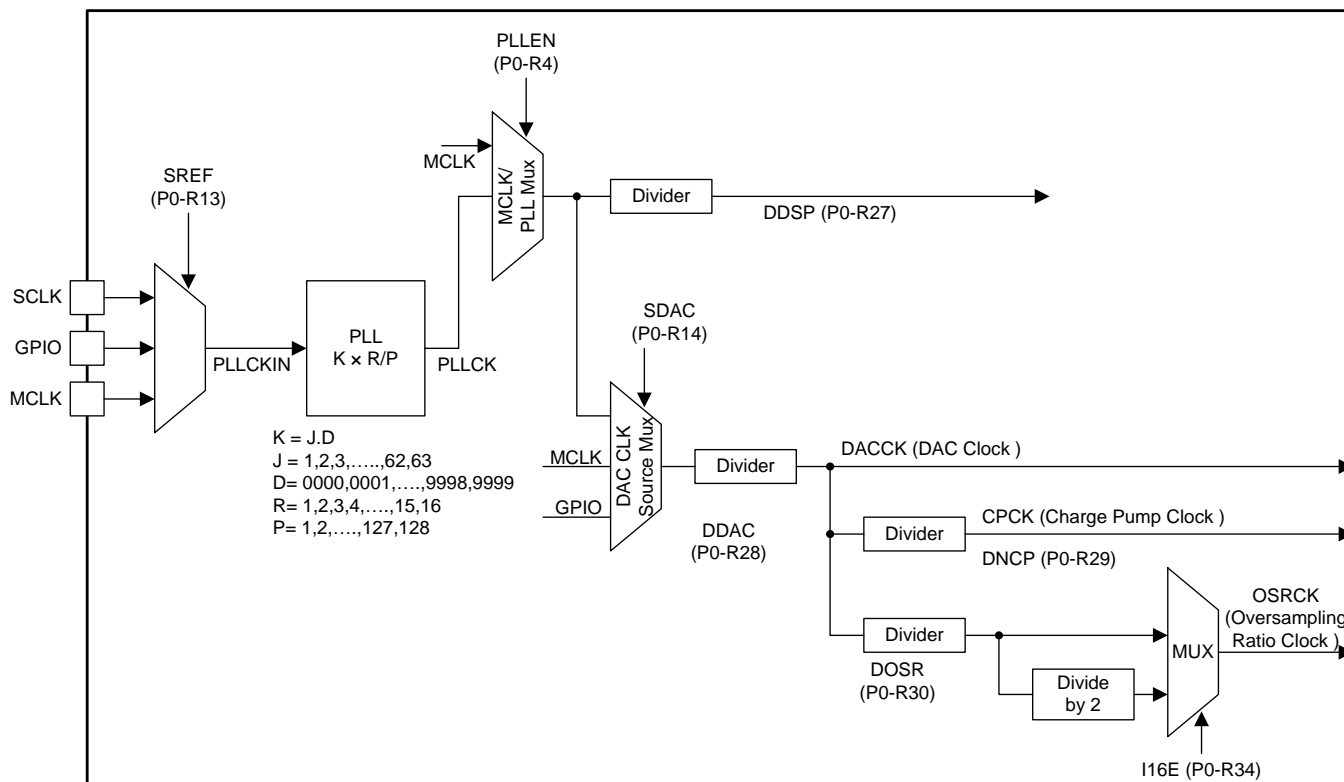 PLLEN
(P0-R4)
MCLK
MCLK/
PLL Mux
SREF
(P0-R13)
Divider
DDSP (P0-R27)
SCLK
GPIO
MCLK
PLLCKIN
PLL
K × R/P
PLLCK
SDAC
(P0-R14)
K = J.D
J = 1,2,3,…..,62,63
D= 0000,0001,….,9998,9999
R= 1,2,3,4,….,15,16
P= 1,2,….,127,128
MCLK
GPIO
DAC CLK
Source Mux
Divider
DDAC
(P0-R28)
DACCK (DAC Clock )
CPCK (Charge Pump Clock )
Divider
DNCP (P0-R29)
Divider
DOSR
(P0-R30)
Divide
by 2
MUX
OSRCK
(Oversampling
Ratio Clock )
I16E (P0-R34)